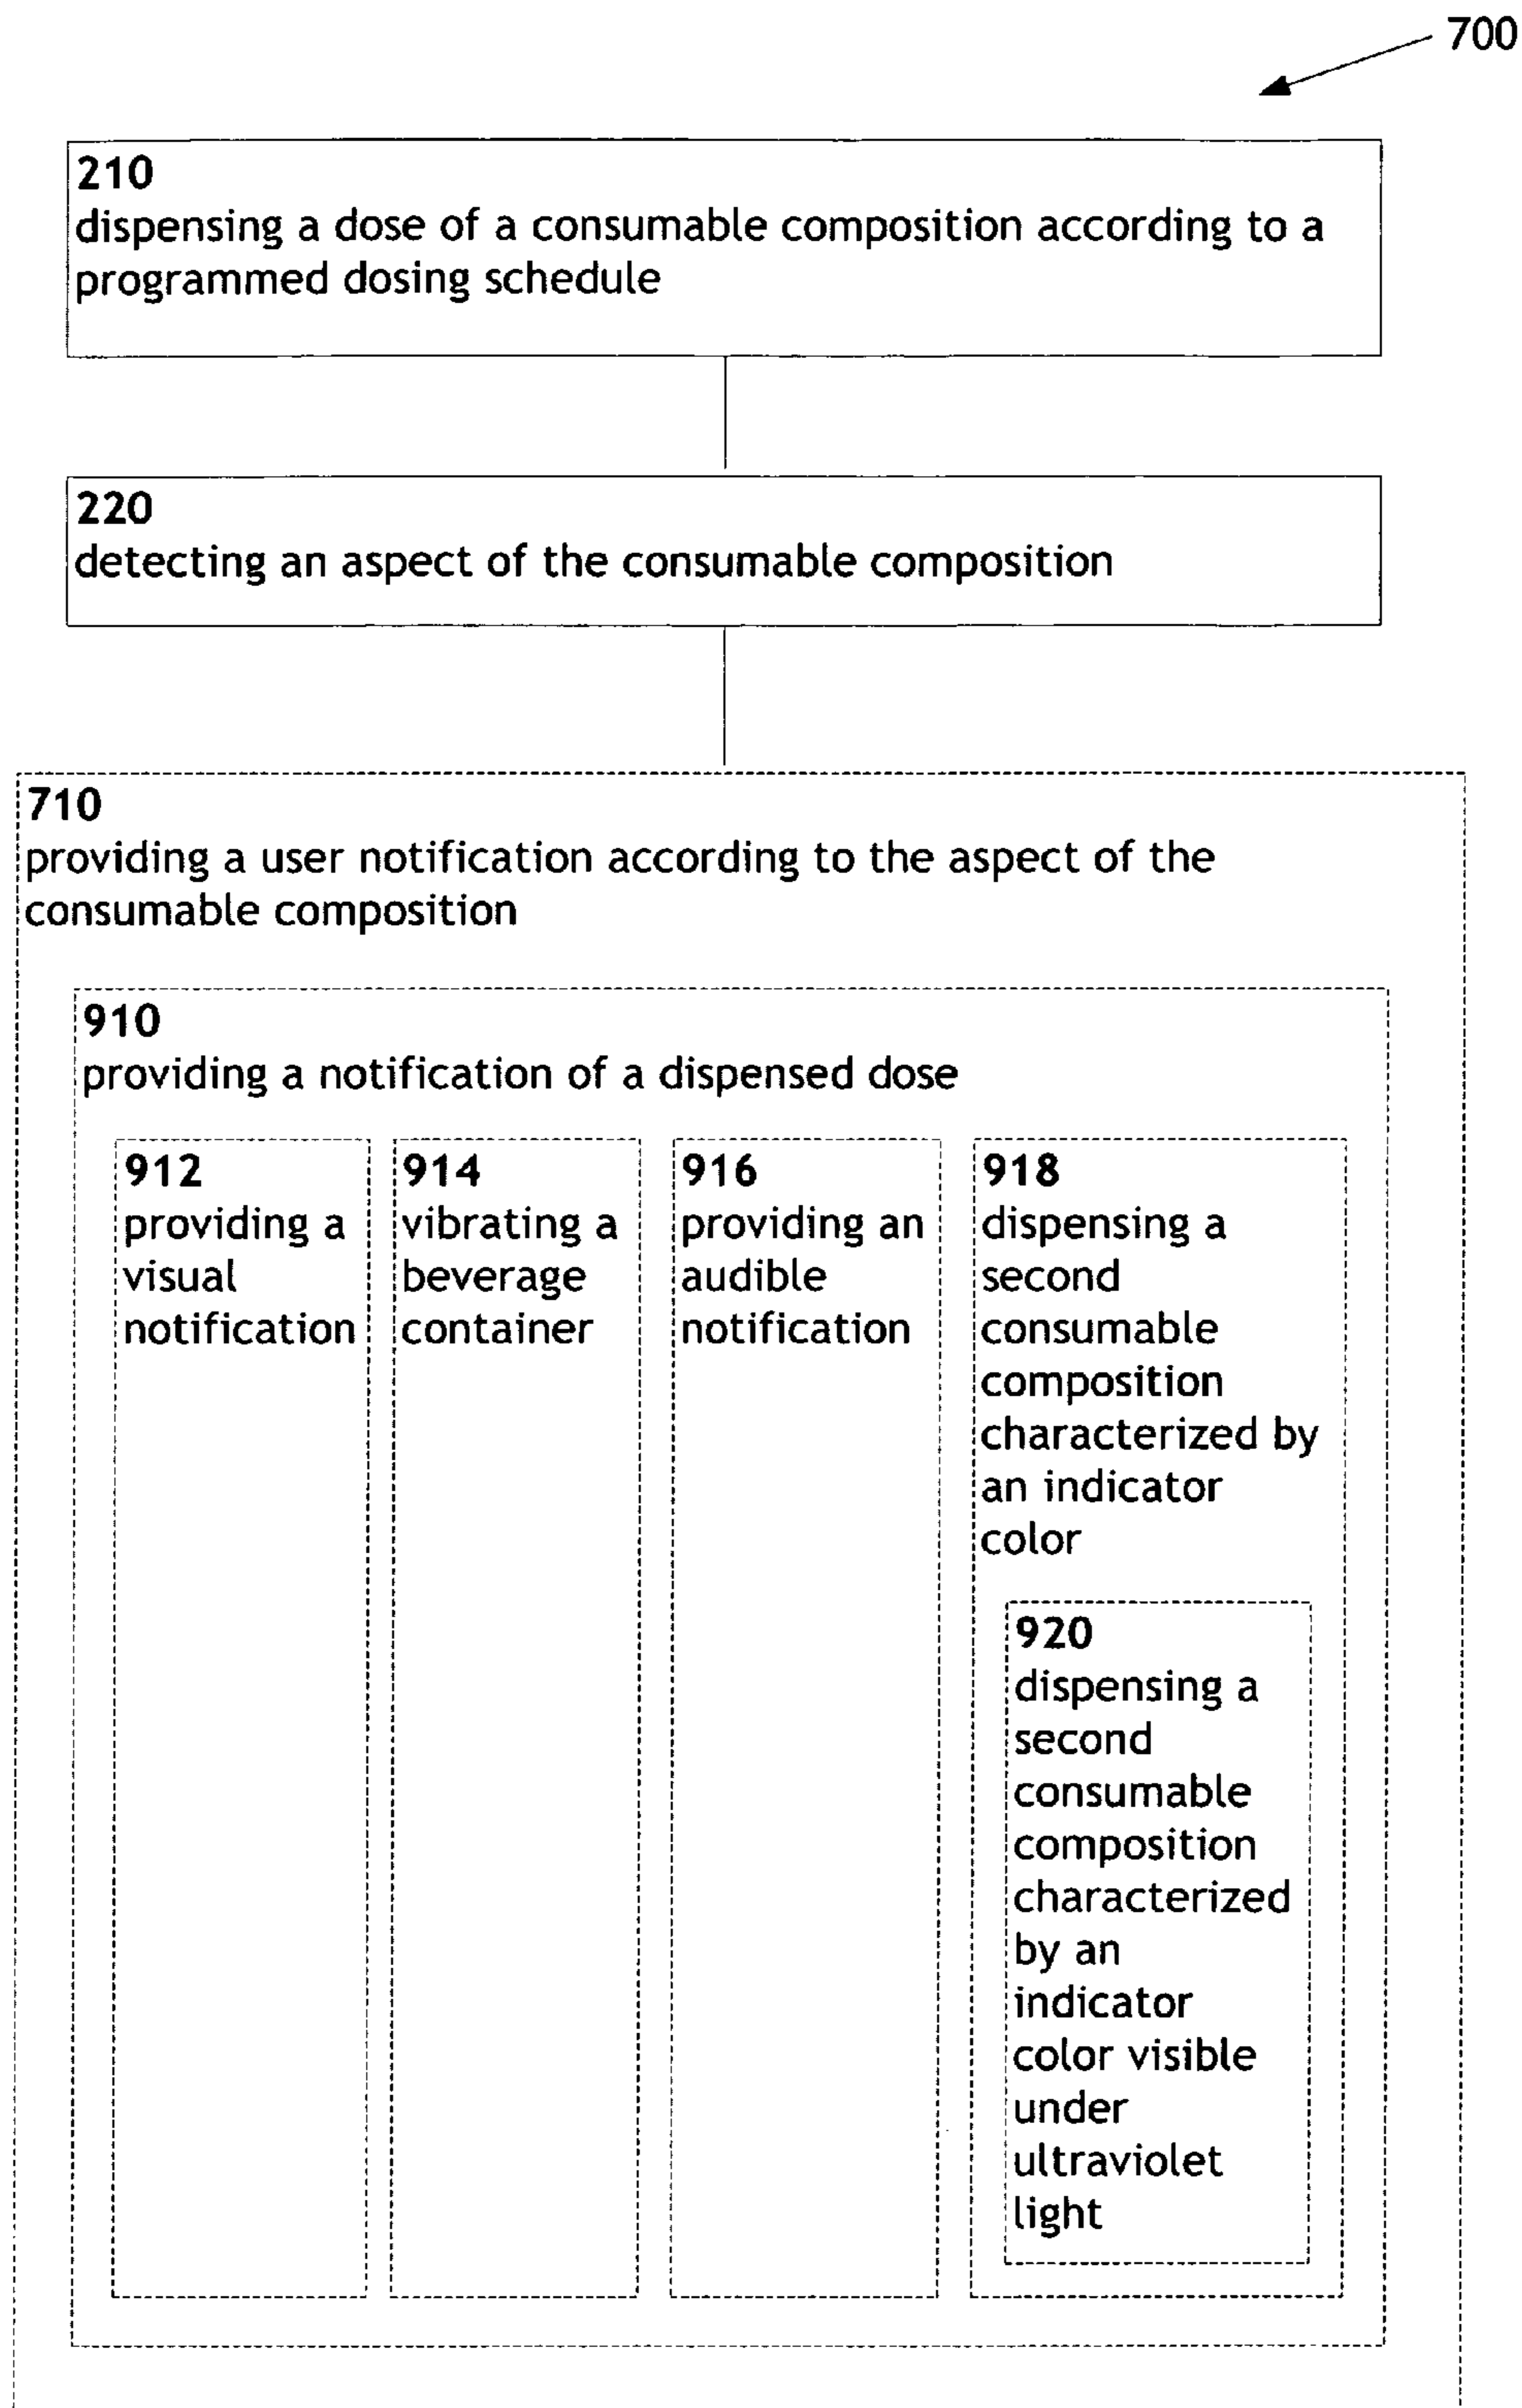 700
210
dispensing a dose of a consumable composition according to a
programmed dosing schedule
220
detecting an aspect of the consumable composition
710
providing a user notification according to the aspect of the
consumable composition
910
providing a notification of a dispensed dose
912
providing a
visual
notification
914
vibrating a
beverage
container
916
providing an
audible
notification
918
dispensing a
second
consumable
composition
characterized by
an indicator
color
920
dispensing a
second
consumable
composition
characterized
by an
indicator
color visible
under
ultraviolet
light